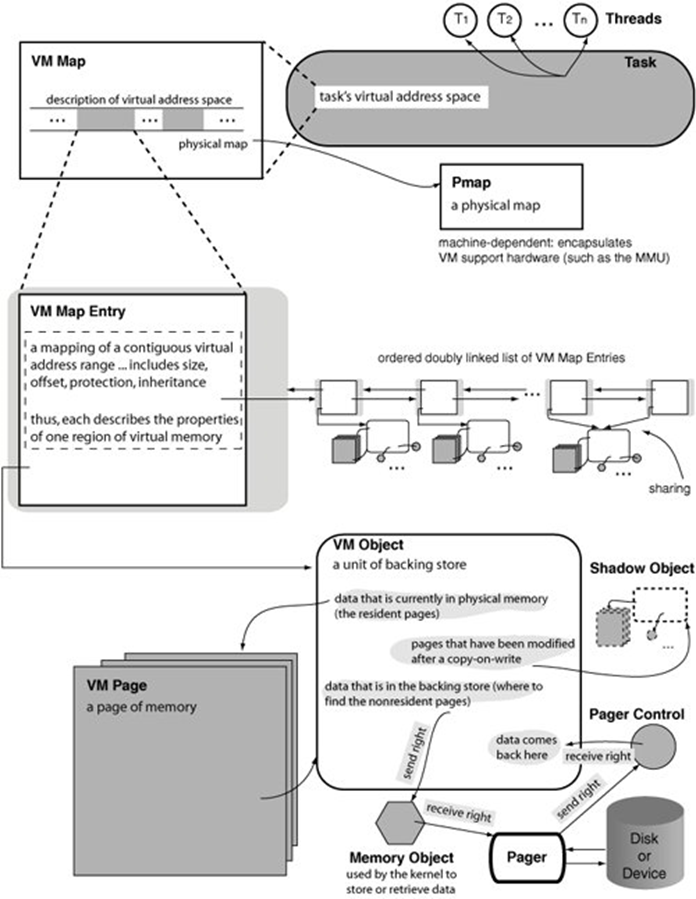 T1 T2 ... Tn Threads
VM Map
Task
description of virtual address space
task's virtual address space
... ... ...
physical map
Pmap
a physical map
machine-dependent: encapsulates
VM support hardware (such as the MMU)
VM Map Entry
a mapping of a contiguous virtual
address range ... includes size,
offset, protection, inheritance
thus, each describes the properties
of one region of virtual memory
ordered doubly linked list of VM Map Entries
...
... ... ...
sharing
VM Object
a unit of backing store
Shadow Object
data that is currently in physical memory
(the resident pages)
...
pages that have been modified
after a copy-on-write
VM Page
a page of memory
data that is in the backing store (where to
find the nonresident pages)
Pager Control
send right
data comes
back here
receive right
send right
receive right
Memory Object
used by the kernel to
store or retrieve data
Pager
Disk
or
Device